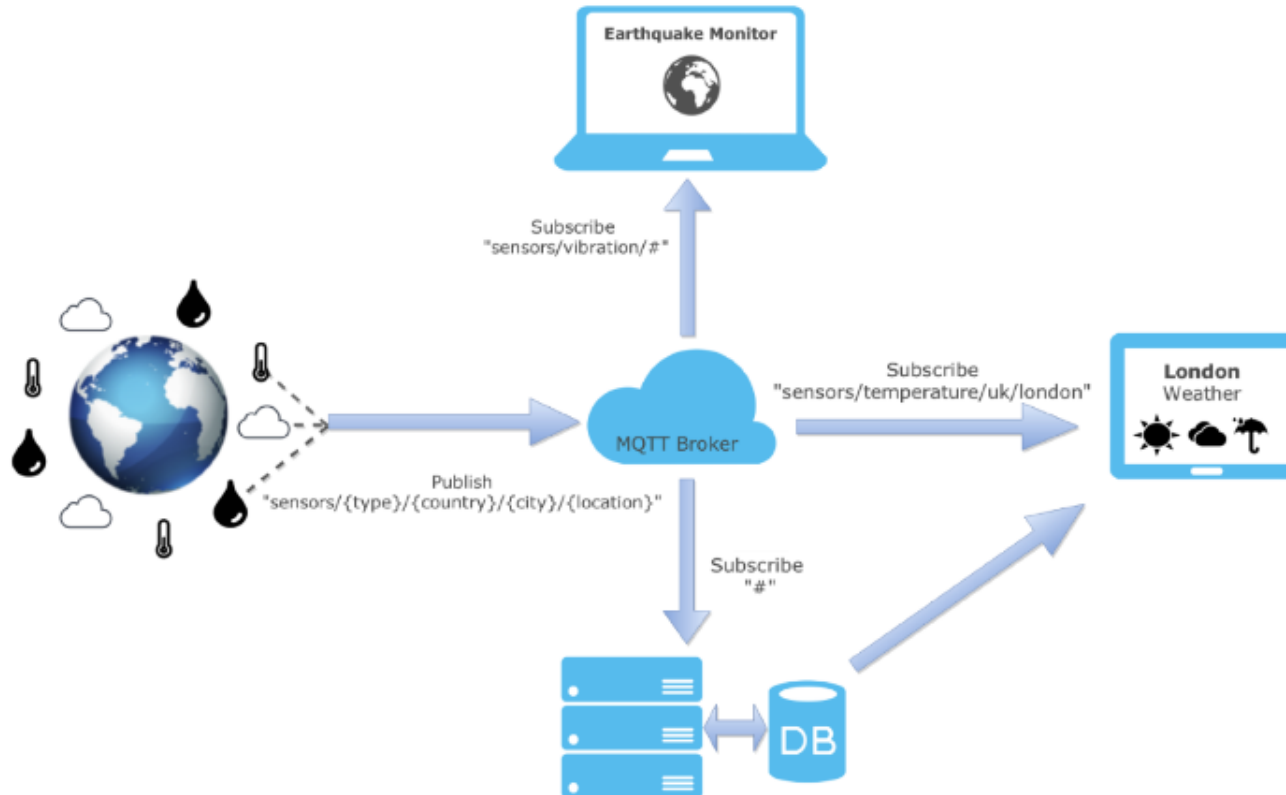 Earthquake Monitor
Subscribe
"sensors/vibration/#"
Subscribe
"sensors/temperature/uk/london"
London
Weather
MQTT Broker
Publish
"sensors/{type}/{country}/{city}/{location}"
Subscribe
"#"
DB